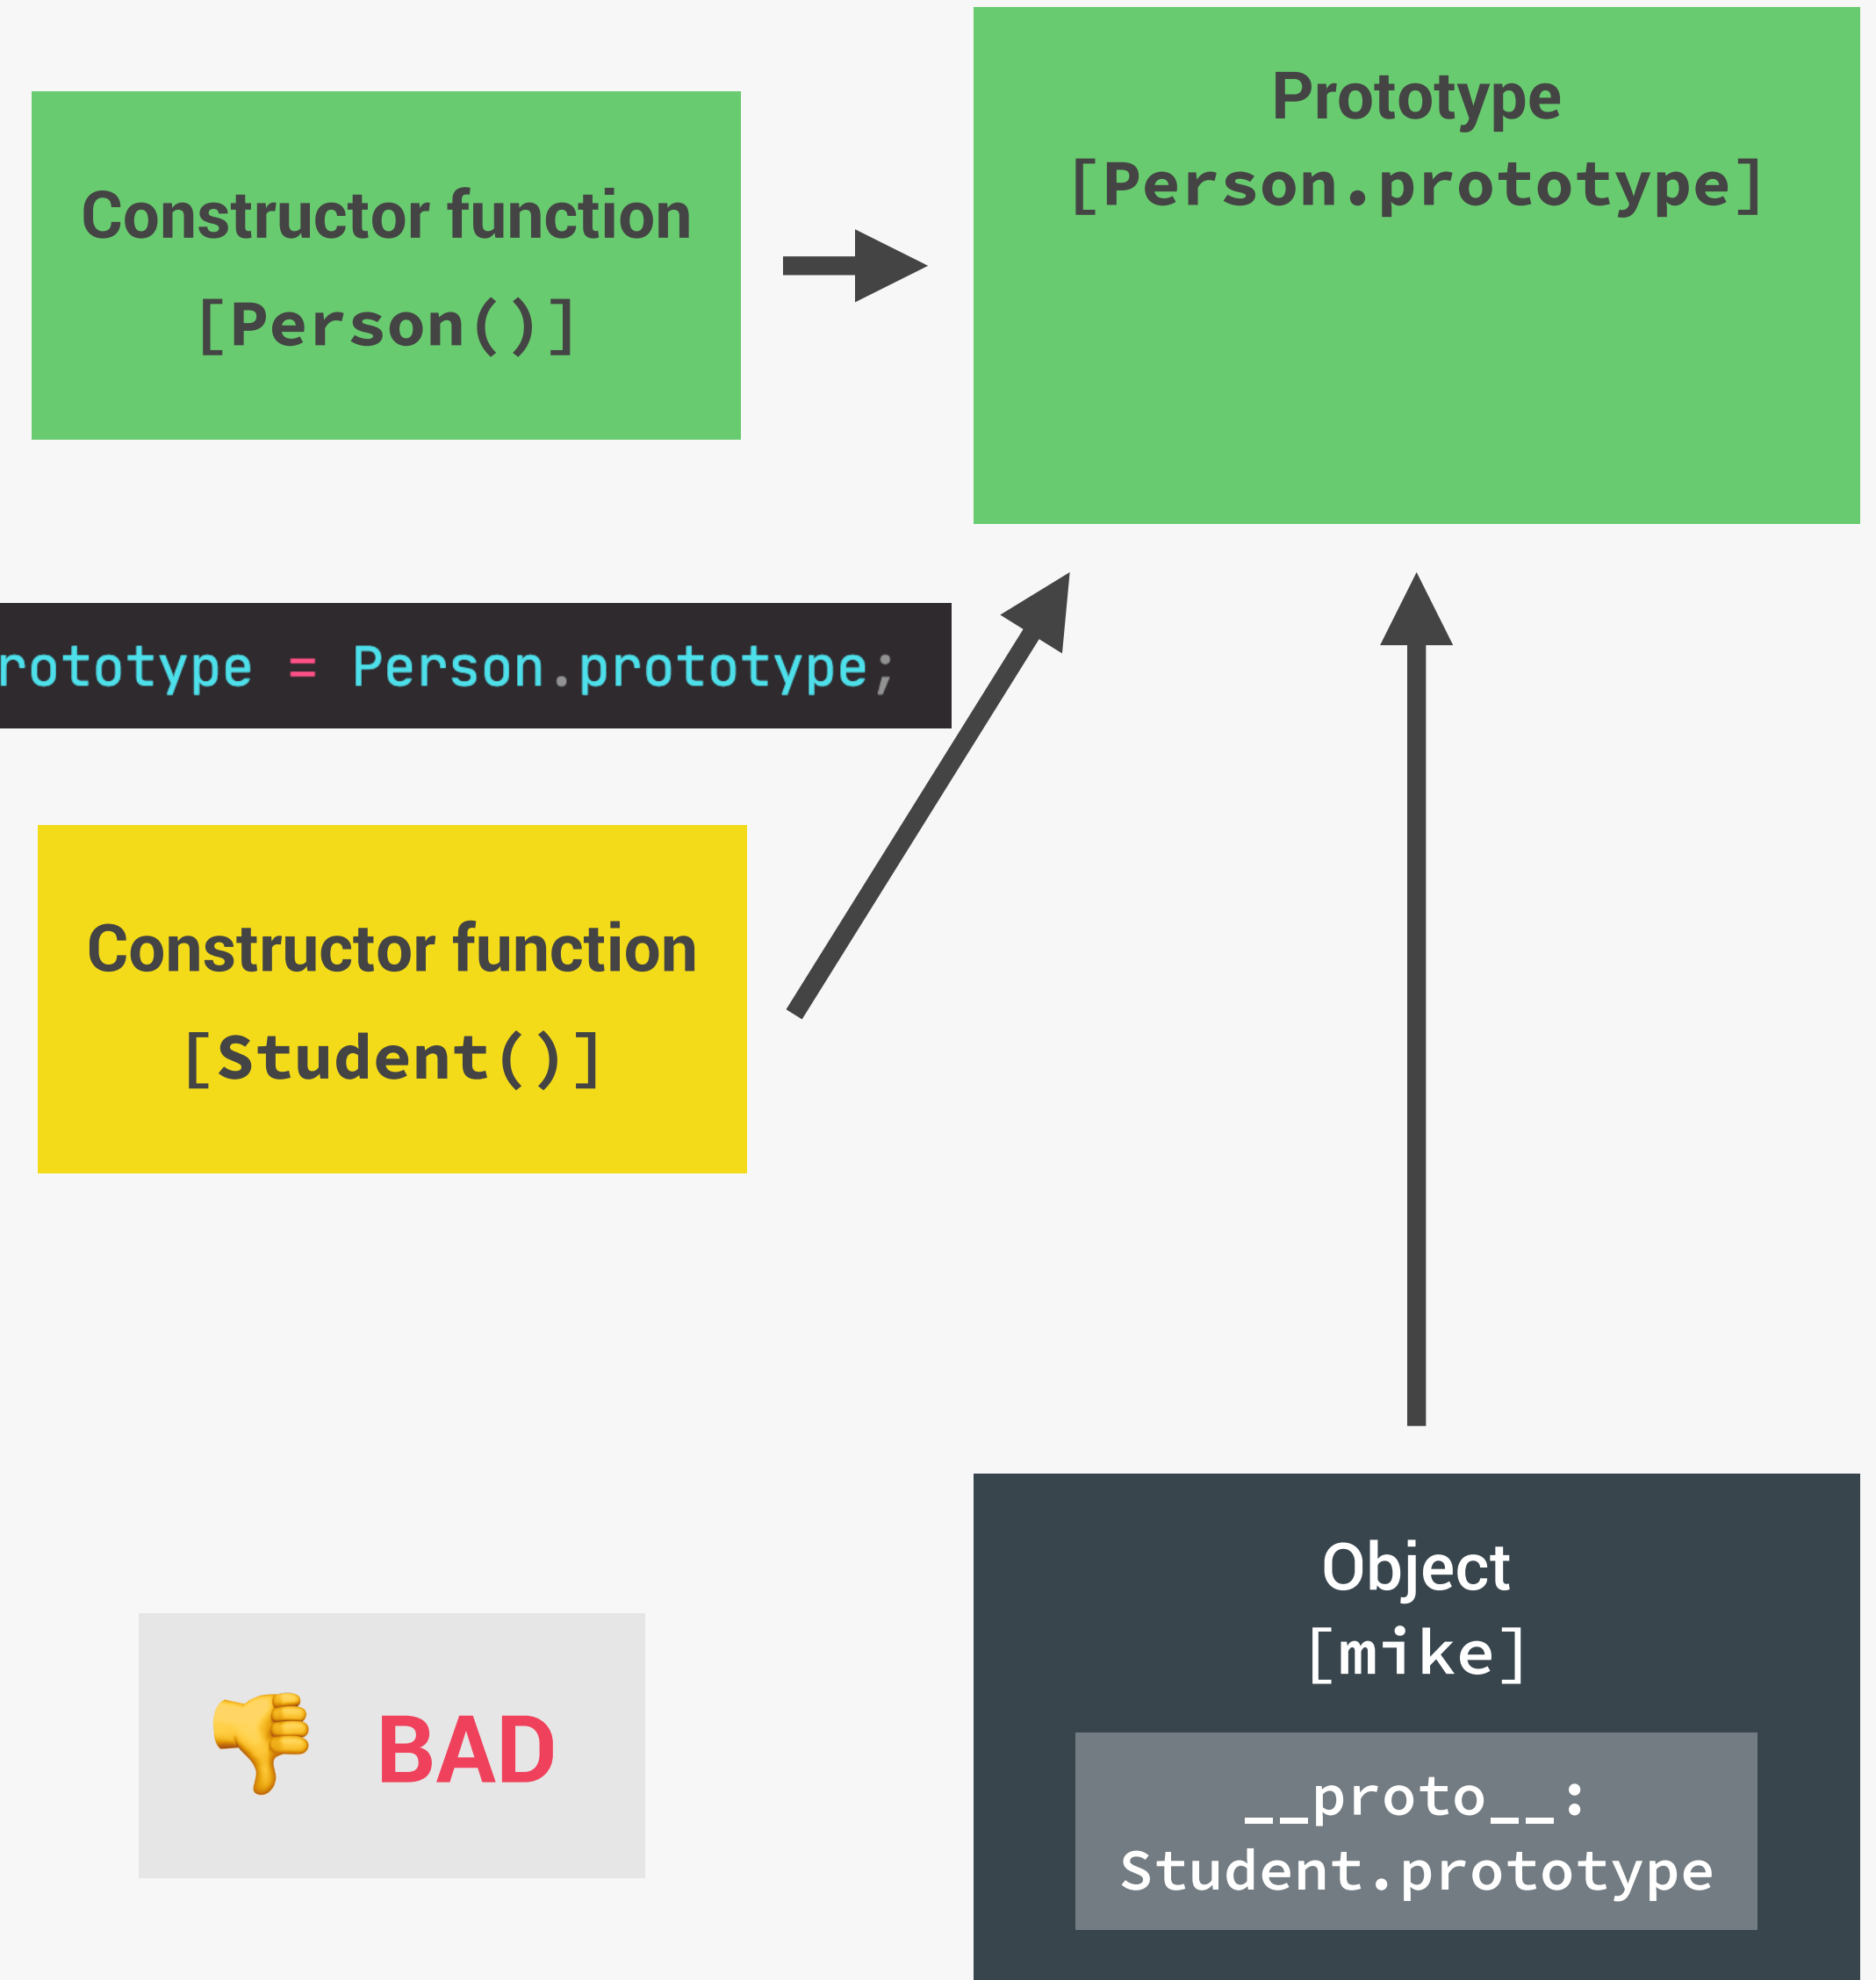 Prototype
[Person.prototype]
Constructor function
[Person()]
rototype = Person.prototype;
Constructor function
[Student()]
Object
[mike]
__proto__:
Student.prototype
👎 BAD